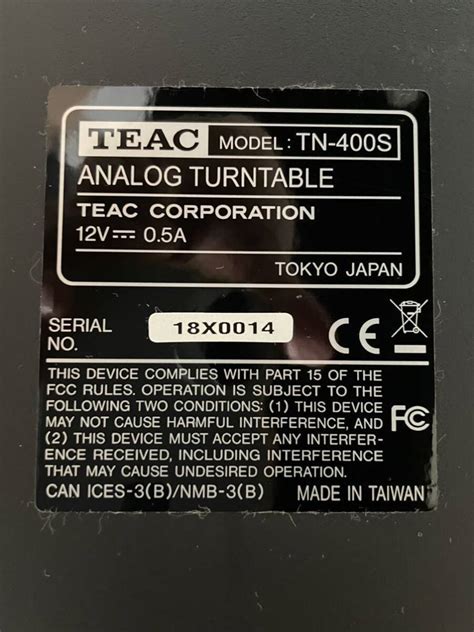 TEAC MODEL: TN-400S
ANALOG TURNTABLE
TEAC CORPORATION
12V⎓ 0.5A
TOKYO JAPAN
SERIAL NO. 18X0014
CE
THIS DEVICE COMPLIES WITH PART 15 OF THE
FCC RULES. OPERATION IS SUBJECT TO THE
FOLLOWING TWO CONDITIONS: (1) THIS DEVICE
MAY NOT CAUSE HARMFUL INTERFERENCE, AND
(2) THIS DEVICE MUST ACCEPT ANY INTERFER-
ENCE RECEIVED, INCLUDING INTERFERENCE
THAT MAY CAUSE UNDESIRED OPERATION.
FC
CAN ICES-3(B)/NMB-3(B) MADE IN TAIWAN